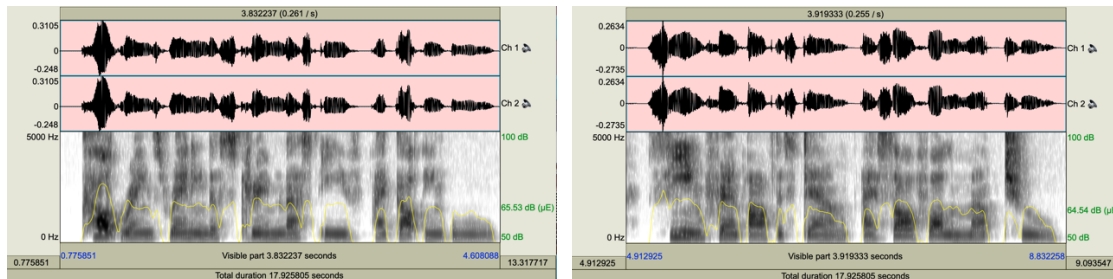 3.832237 (0.261 / s)
0.3105
0
-0.248
0.3105
0
-0.248
Ch 1
Ch 2
5000 Hz
0 Hz
100 dB
65.53 dB (µE)
50 dB
0.775851
4.608088
0.775851
Visible part 3.832237 seconds
13.317717
Total duration 17.925805 seconds
3.919333 (0.255 / s)
0.2634
0
-0.2735
0.2634
0
-0.2735
Ch 1
Ch 2
5000 Hz
0 Hz
100 dB
64.54 dB (µE
50 dB
4.912925
8.832258
4.912925
Visible part 3.919333 seconds
9.093547
Total duration 17.925805 seconds